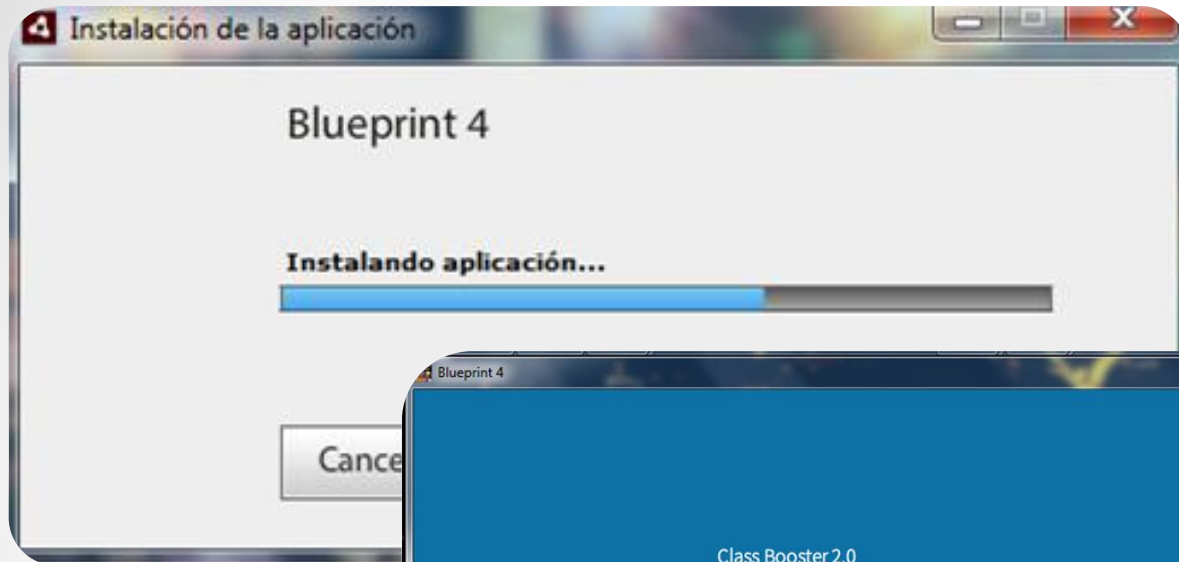 Instalación de la aplicación
Blueprint 4
Instalando aplicación...
Cance
Blueprint 4
Class Booster 2.0